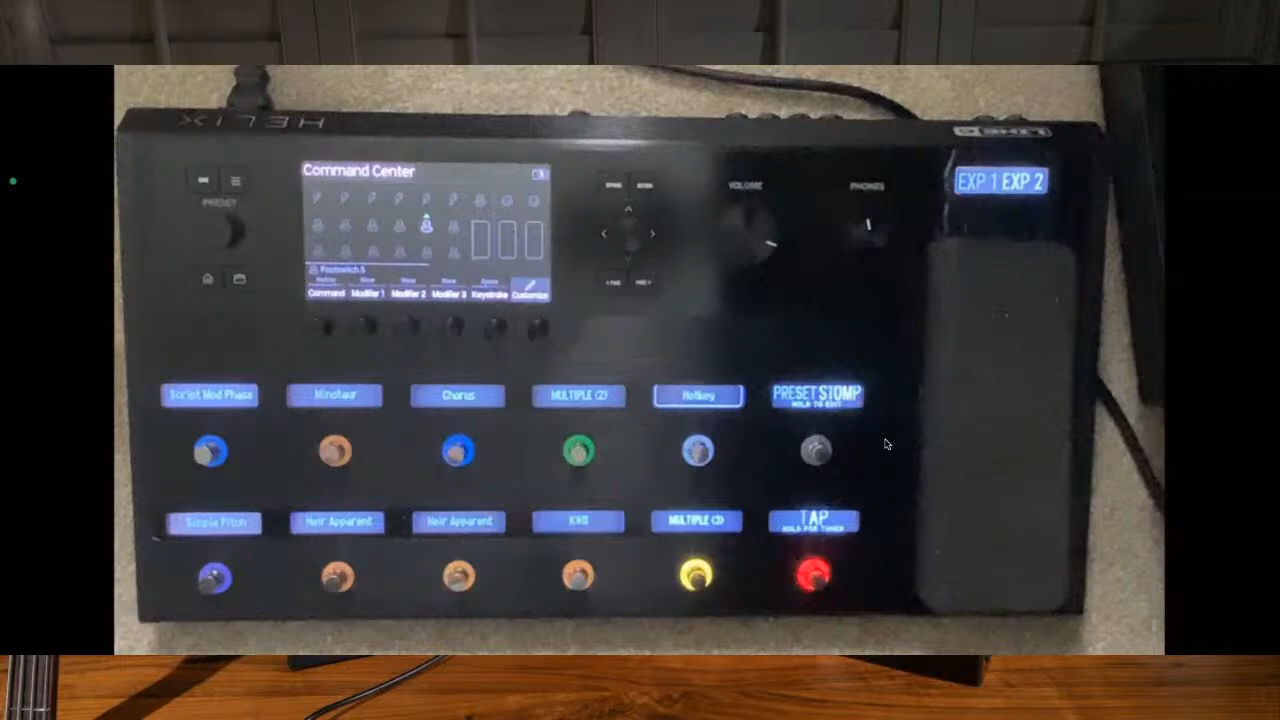 HELIX
LINE 6
Command Center
PRESET
VOLUME
PHONES
EXP 1 EXP 2
Footswitch 5
Command Modifier 1 Modifier 2 Modifier 3 Keystroke Customize
Script Mod Phase
Minotaur
Chorus
MULTIPLE (2)
Hotkey
PRESET STOMP
HOLD TO EDIT
Simple Pitch
Heir Apparent
Heir Apparent
MULTIPLE (3)
TAP
HOLD FOR TUNER